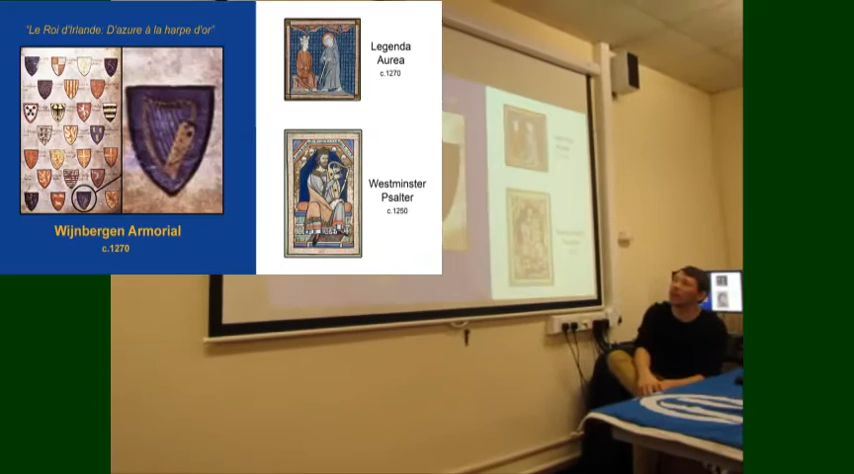 "Le Roi d'Irlande: D'azure à la harpe d'or"
Wijnbergen Armorial
c.1270
Legenda
Aurea
c.1270
Westminster
Psalter
c.1250